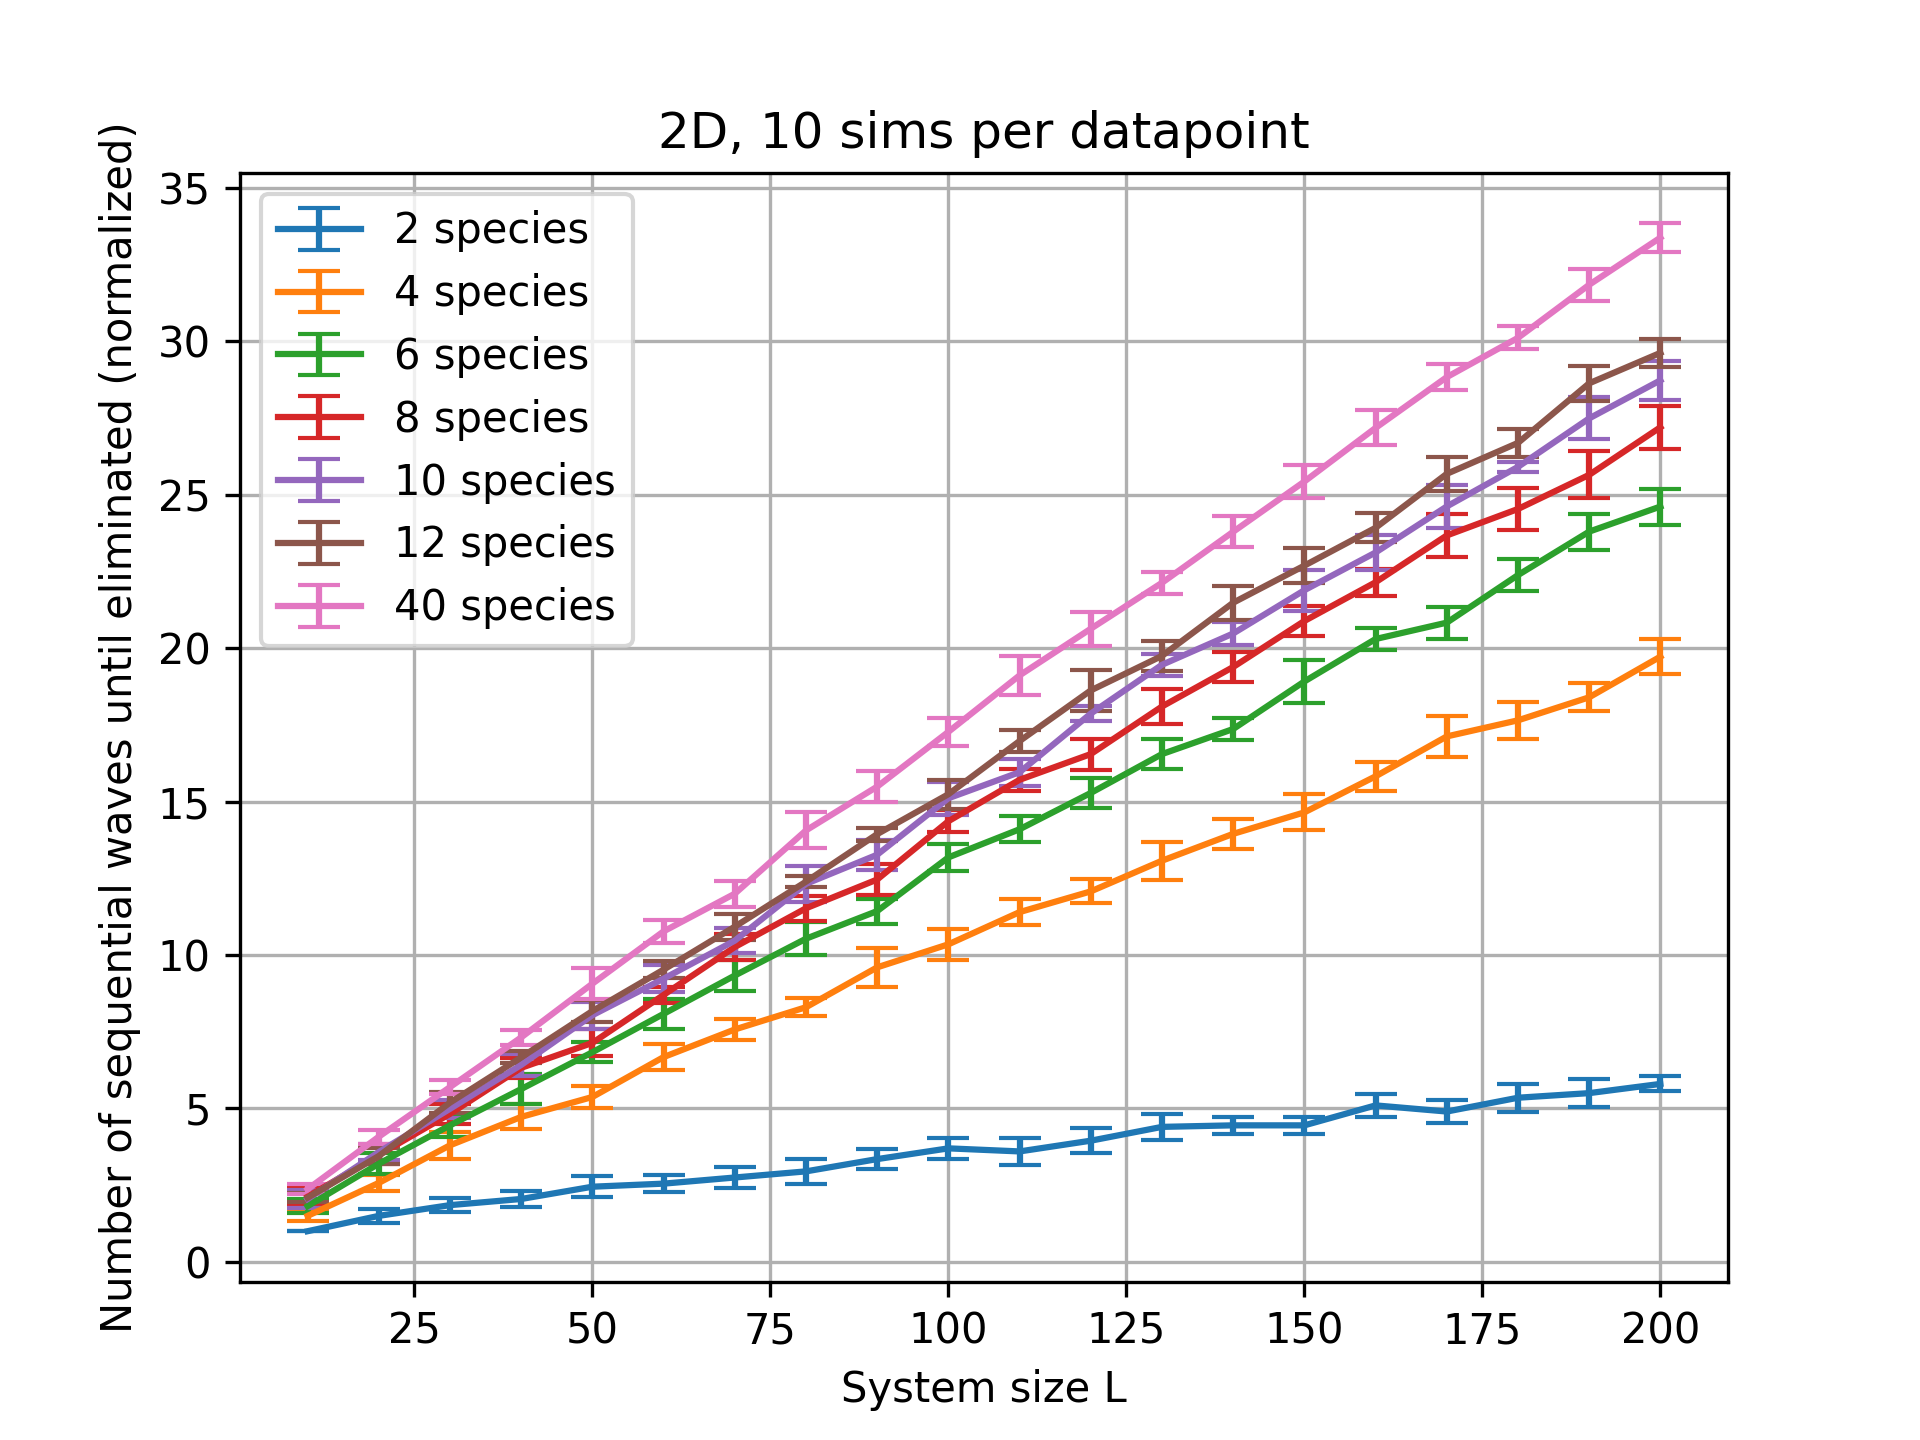 2D, 10 sims per datapoint
Number of sequential waves until eliminated (normalized)
35
30
25
20
15
10
5
0
2 species
4 species
6 species
8 species
10 species
12 species
40 species
25 50 75 100 125 150 175 200
System size L